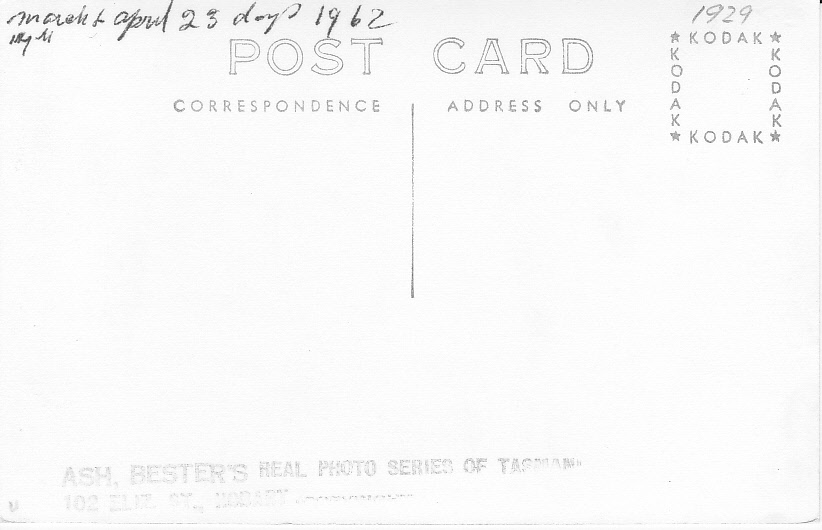 march & april 23 days 1962
1929
POST CARD
CORRESPONDENCE
ADDRESS ONLY
KODAK
KODAK
KODAK
KODAK
ASH, BESTER'S REAL PHOTO SERIES OF TASMANIA
102 ELIZ. ST., HOBART